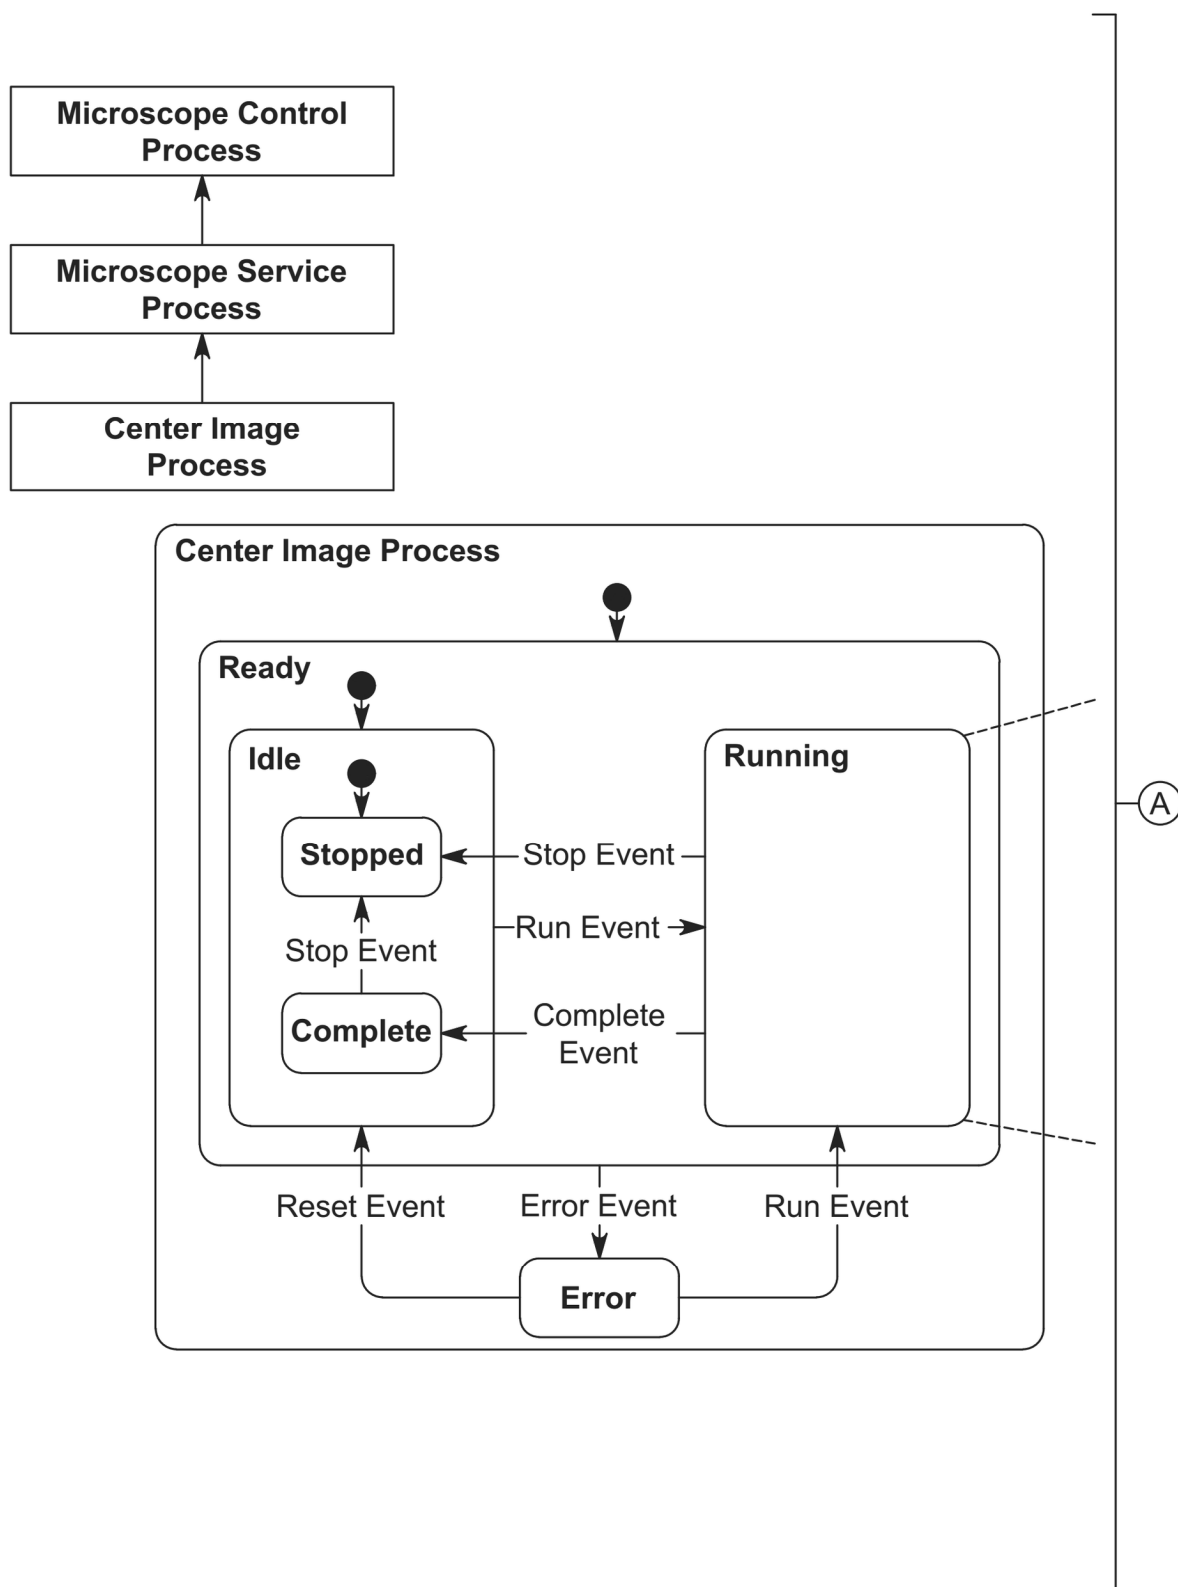 Microscope Control
Process
Microscope Service
Process
Center Image
Process
Center Image Process
Ready
Idle
Running
A
Stopped
Stop Event
Run Event
Stop Event
Complete
Complete
Event
Reset Event
Error Event
Run Event
Error